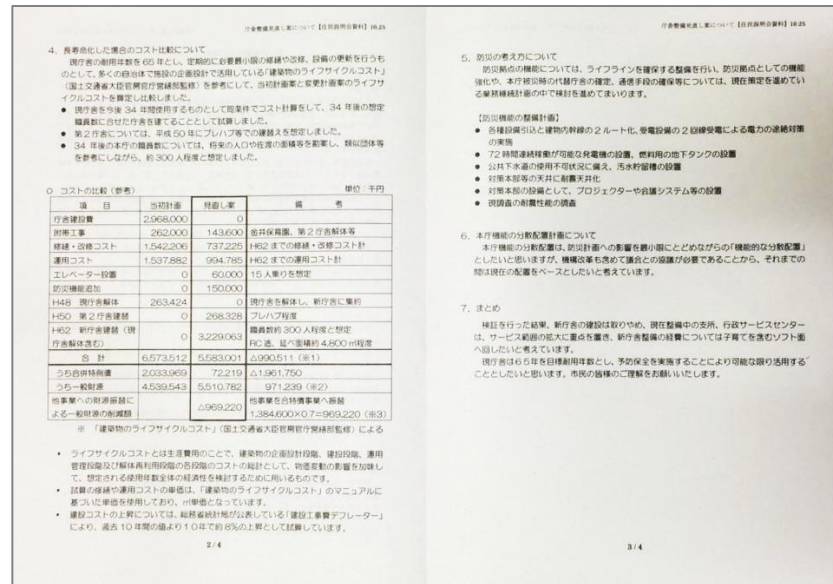 庁舎整備見直し案について【住民説明会資料】10.25
4．長寿命化した場合のコスト比較について
現庁舎の耐用年数を65年とし、定期的に必要最小限の修繕や改修、設備の更新を行うも
のとして、多くの自治体で施設の企画設計で活用している「建築物のライフサイクルコスト」
（国土交通省大臣官房官庁営繕部監修）を参考にして、当初計画案と変更計画案のライフサ
イクルコストを算定し比較しました。
● 現庁舎を今後34年間使用するものとして同条件でコスト計算をして、34年後の想定
職員数に合せた庁舎を建てることとして試算しました。
● 第2庁舎については、平成50年にプレハブ等での建替えを想定しました。
● 34年後の本庁の職員数については、将来の人口や佐渡の面積等を勘案し、類似団体等
を参考にしながら、約300人程度と想定しました。
○ コストの比較（参考） 単位：千円
項 目 当初計画 見直し案 備 考
庁舎建設費 2,968,000 0
附帯工事 262,000 143,600 金井保育園、第2庁舎解体等
修繕・改修コスト 1,542,206 737,225 H62までの修繕・改修コスト計
運用コスト 1,537,882 994,785 H62までの運用コスト計
エレベーター設置 0 60,000 15人乗りを想定
防災機能追加 0 150,000
H48 現庁舎解体 263,424 0 現庁舎を解体し、新庁舎に集約
H50 第2庁舎建替 0 268,328 プレハブ程度
H62 新庁舎建替（現
庁舎解体含む） 0 3,229,063 職員数約300人程度と想定
RC造、延べ面積約4,800㎡程度
合 計 6,573,512 5,583,001 △990,511（※1）
うち合併特例債 2,033,969 72,219 △1,961,750
うち一般財源 4,539,543 5,510,782 971,239（※2）
他事業への財源振替に
よる一般財源の削減額 △969,220 他事業を合特債事業へ振替
1,384,600×0.7=969,220（※3）
※ 「建築物のライフサイクルコスト」（国土交通省大臣官房官庁営繕部監修）による
• ライフサイクルコストとは生涯費用のことで、建築物の企画設計段階、建設段階、運用
管理段階及び解体再利用段階の各段階のコストの総計として、物価変動の影響を加味し
て、想定される使用年数全体の経済性を検討するために用いるものです。
• 試算の修繕や運用コストの単価は、「建築物のライフサイクルコスト」のマニュアルに
基づいた単価を使用しており、㎡単価となっています。
• 建設コストの上昇については、総務省統計局が公表している「建設工事費デフレーター」
により、過去10年間の値より10年で約8%の上昇として試算しています。
2/4
庁舎整備見直し案について【住民説明会資料】10.25
5．防災の考え方について
防災拠点の機能については、ライフラインを確保する整備を行い、防災拠点としての機能
強化や、本庁被災時の代替庁舎の確定、通信手段の確保等については、現在策定を進めてい
る業務継続計画の中で検討を進めてまいります。
【防災機能の整備計画】
● 各種設備引込と建物内幹線の2ルート化、受電設備の2回線受電による電力の途絶対策
の実施
● 72時間連続稼働が可能な発電機の設置、燃料用の地下タンクの設置
● 公共下水道の使用不可状況に備え、汚水貯留槽の設置
● 対策本部等の天井に耐震天井化
● 対策本部の設備として、プロジェクターや会議システム等の設置
● 現調査の耐震性能の調査
6．本庁機能の分散配置計画について
本庁機能の分散配置は、防災計画への影響を最小限にとどめながらの「機能的な分散配置」
としたいと思いますが、機構改革も含めて議会との協議が必要であることから、それまでの
間は現在の配置をベースとしたいと考えています。
7．まとめ
検証を行った結果、新庁舎の建設は取りやめ、現在整備中の支所、行政サービスセンター
は、サービス範囲の拡大に重点を置き、新庁舎整備の経費については子育てを含むソフト面
へ回したいと考えています。
現庁舎は65年を目標耐用年数とし、予防保全を実施することにより可能な限り活用する
こととしたいと思います。市民の皆様のご理解をお願いいたします。
3/4